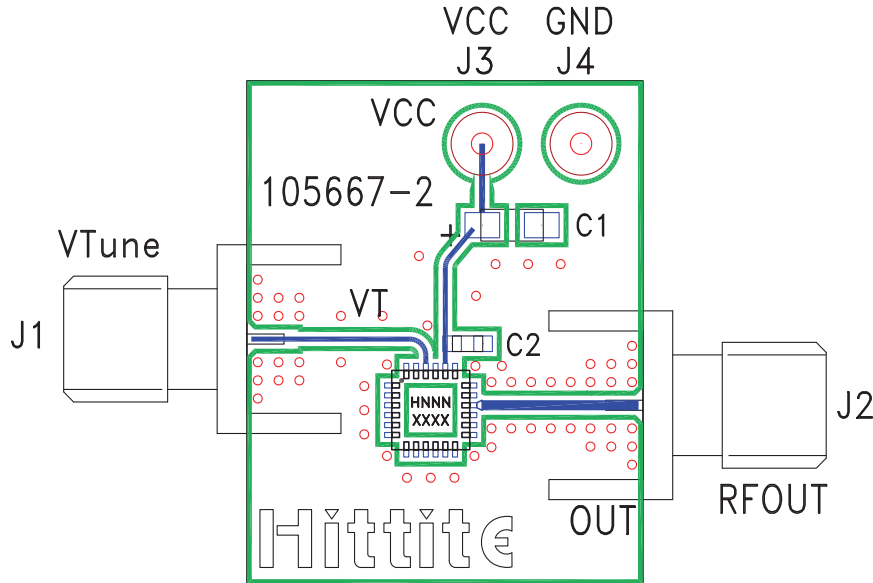 VCC GND
J3 J4
VCC
105667-2
C1
VTune
VT
J1
C2
HNNN
XXXX
J2
RFOUT
OUT
Hittite